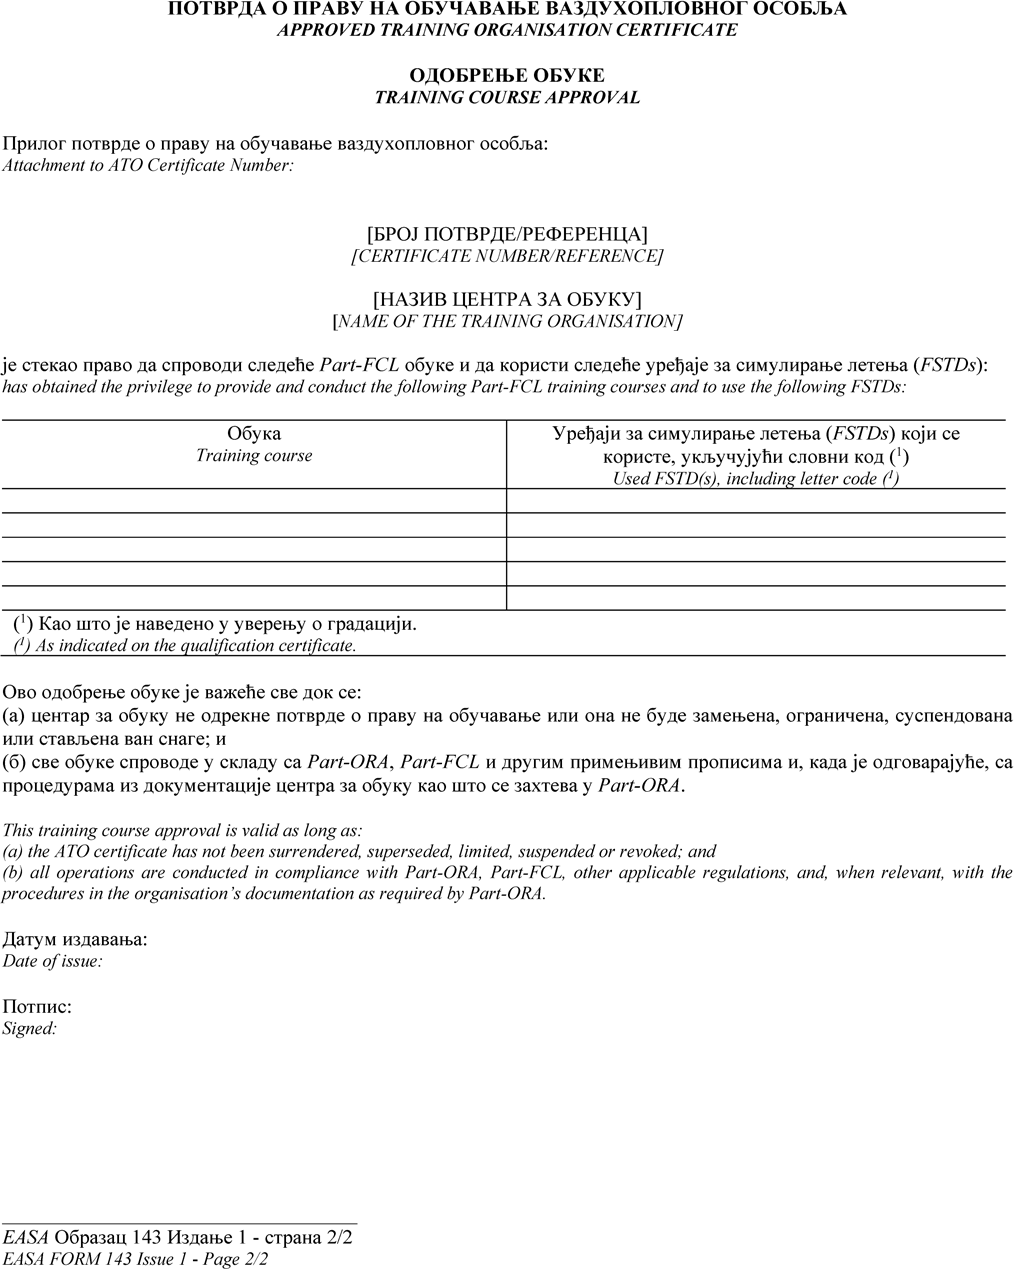 ПОТВРДА О ПРАВУ НА ОБУЧАВАЊЕ ВАЗДУХОПЛОВНОГ ОСОБЉА
APPROVED TRAINING ORGANISATION CERTIFICATE
ОДОБРЕЊЕ ОБУКЕ
TRAINING COURSE APPROVAL
Прилог потврде о праву на обучавање ваздухопловног особља:
Attachment to ATO Certificate Number:
[БРОЈ ПОТВРДЕ/РЕФЕРЕНЦА]
[CERTIFICATE NUMBER/REFERENCE]
[НАЗИВ ЦЕНТРА ЗА ОБУКУ]
[NAME OF THE TRAINING ORGANISATION]
је стекао право да спроводи следеће Part-FCL обуке и да користи следеће уређаје за симулирање летења (FSTDs):
has obtained the privilege to provide and conduct the following Part-FCL training courses and to use the following FSTDs:
Обука
Training course
Уређаји за симулирање летења (FSTDs) који се
користе, укључујући словни код (¹)
Used FSTD(s), including letter code (¹)
(¹) Као што је наведено у уверењу о градацији.
(¹) As indicated on the qualification certificate.
Ово одобрење обуке је важеће све док се:
(а) центар за обуку не одрекне потврде о праву на обучавање или она не буде замењена, ограничена, суспендована
или стављена ван снаге; и
(б) све обуке спроводе у складу са Part-ORA, Part-FCL и другим примењивим прописима и, када је одговарајуће, са
процедурама из документације центра за обуку као што се захтева у Part-ORA.
This training course approval is valid as long as:
(a) the ATO certificate has not been surrendered, superseded, limited, suspended or revoked; and
(b) all operations are conducted in compliance with Part-ORA, Part-FCL, other applicable regulations, and, when relevant, with the
procedures in the organisation’s documentation as required by Part-ORA.
Датум издавања:
Date of issue:
Потпис:
Signed:
EASA Образац 143 Издање 1 - страна 2/2
EASA FORM 143 Issue 1 - Page 2/2